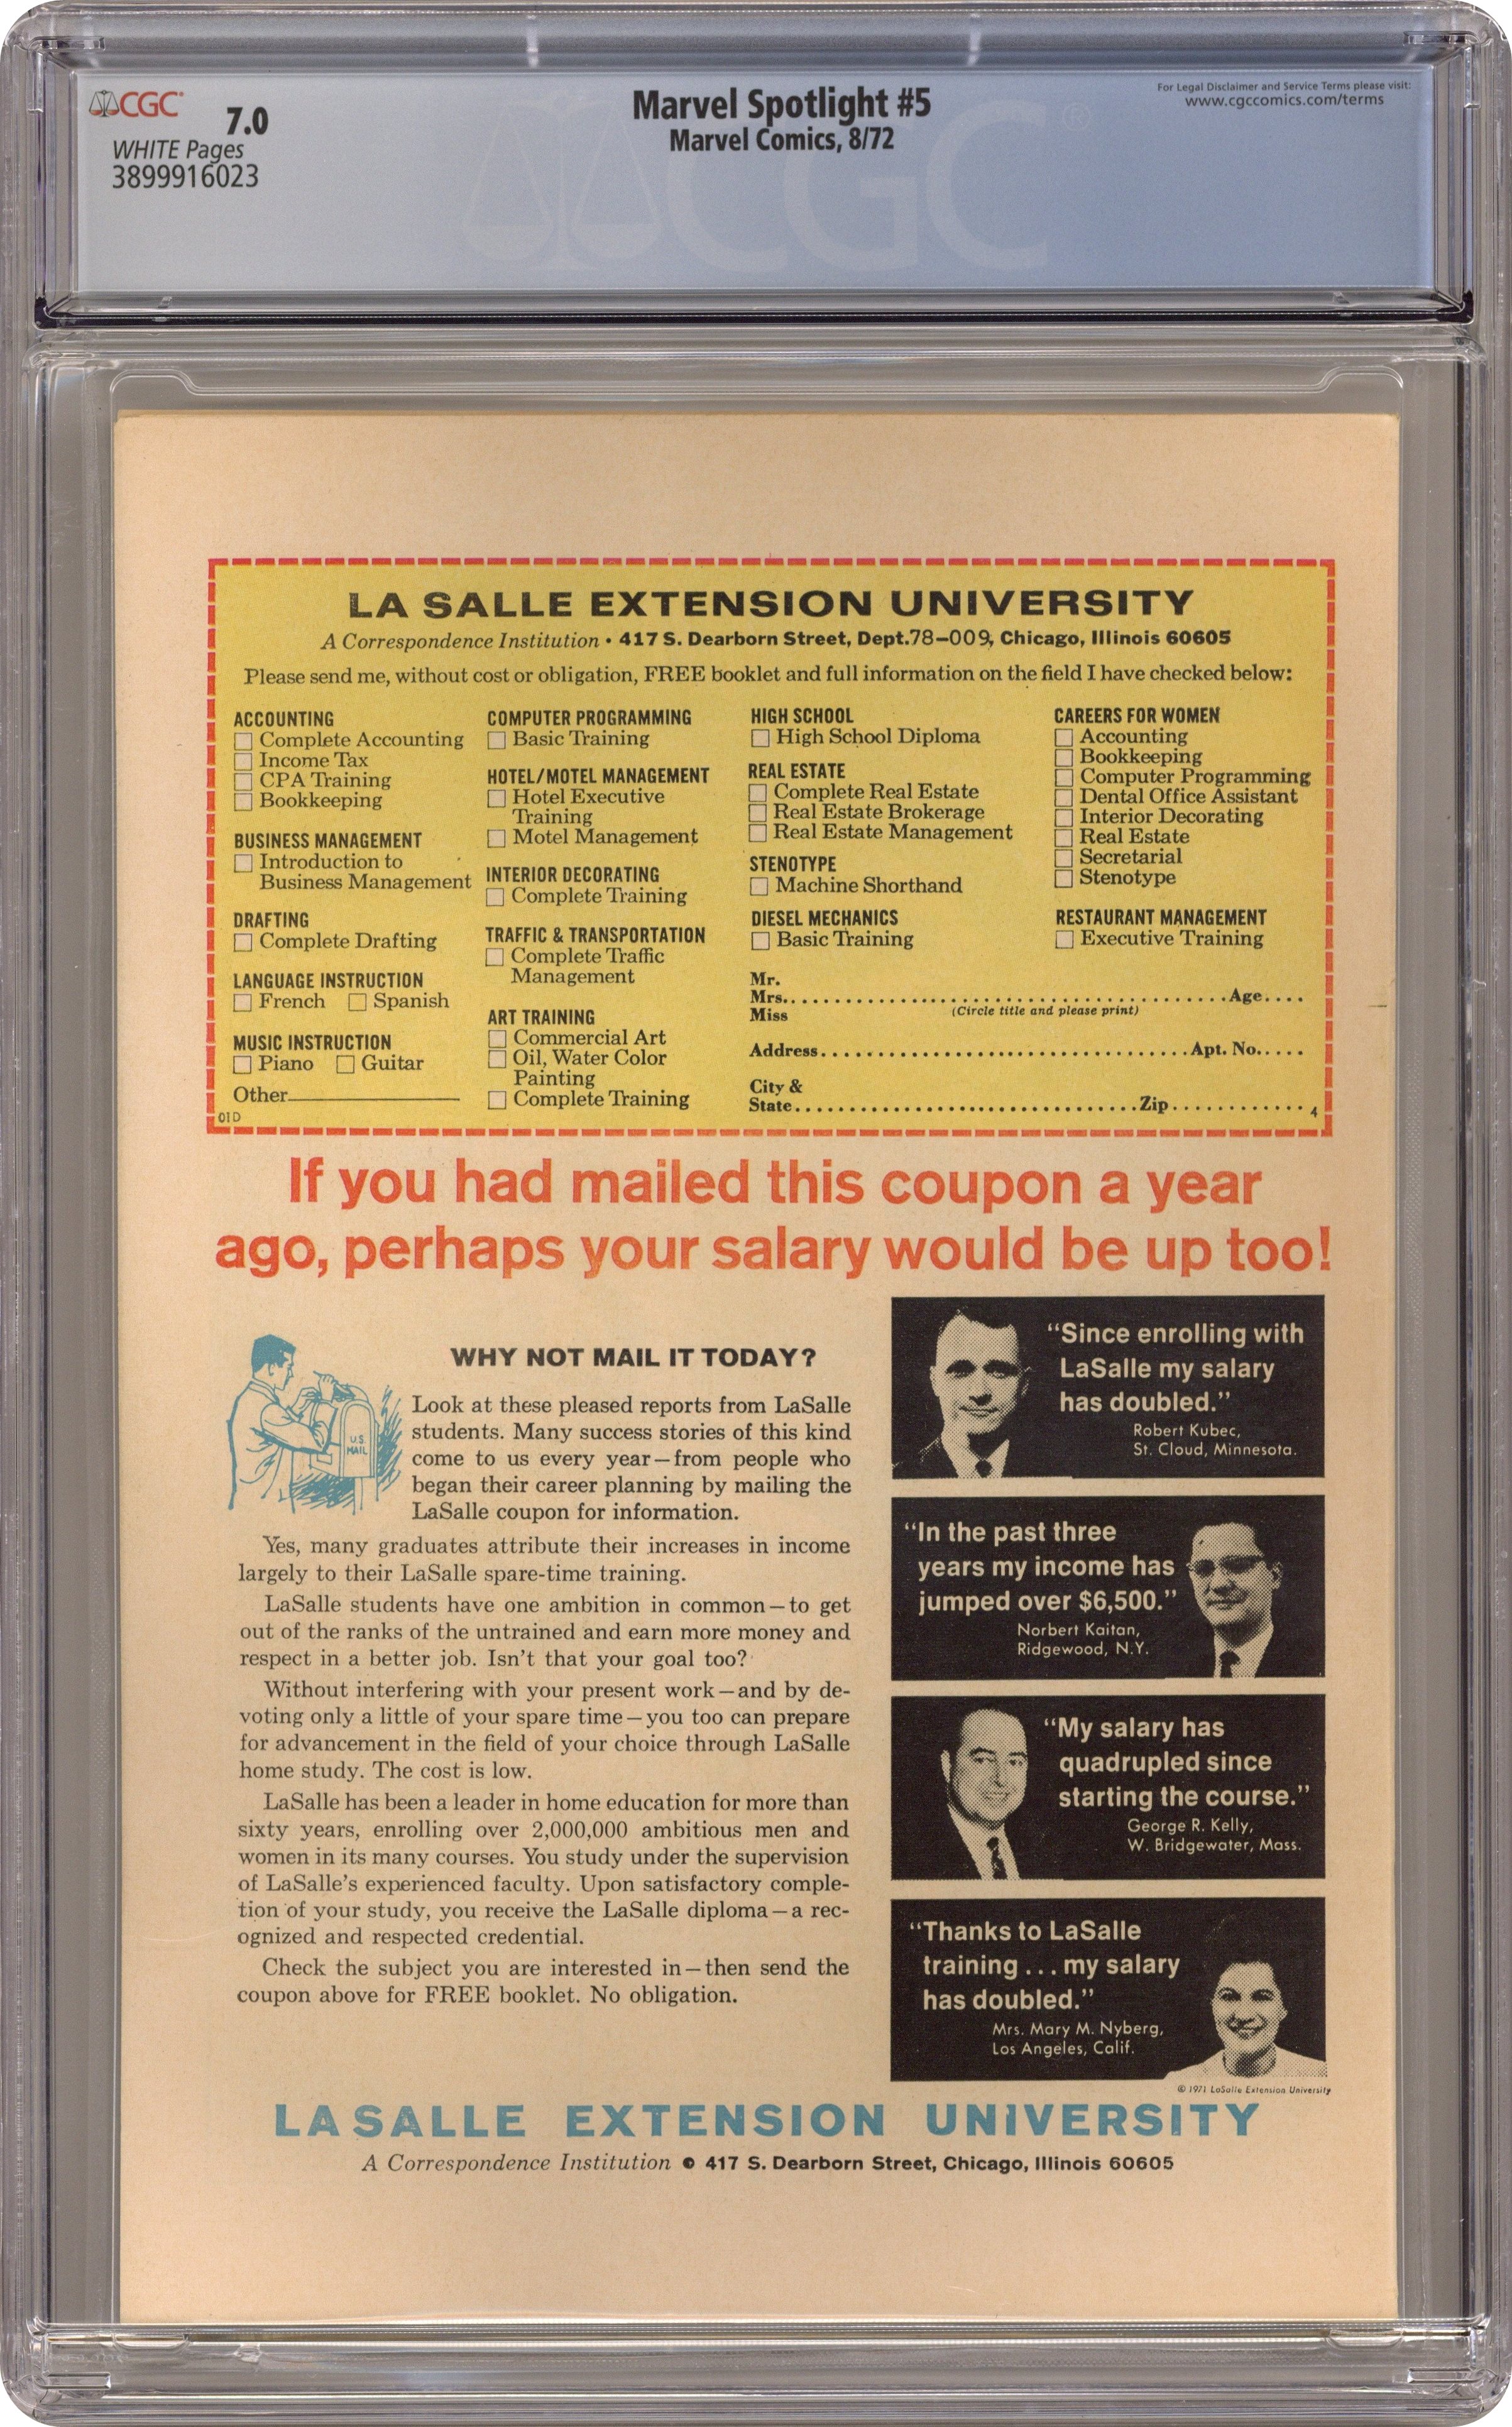 CGC
7.0
WHITE Pages
3899916023
Marvel Spotlight #5
Marvel Comics, 8/72
For Legal Disclaimer and Service Terms please visit:
www.cgccomics.com/terms
CGC®
LA SALLE EXTENSION UNIVERSITY
A Correspondence Institution • 417 S. Dearborn Street, Dept.78-009, Chicago, Illinois 60605
Please send me, without cost or obligation, FREE booklet and full information on the field I have checked below:
ACCOUNTING
Complete Accounting
Income Tax
CPA Training
Bookkeeping
BUSINESS MANAGEMENT
Introduction to
Business Management
DRAFTING
Complete Drafting
LANGUAGE INSTRUCTION
French Spanish
MUSIC INSTRUCTION
Piano Guitar
Other
01D
COMPUTER PROGRAMMING
Basic Training
HOTEL/MOTEL MANAGEMENT
Hotel Executive
Training
Motel Management
INTERIOR DECORATING
Complete Training
TRAFFIC & TRANSPORTATION
Complete Traffic
Management
ART TRAINING
Commercial Art
Oil, Water Color
Painting
Complete Training
HIGH SCHOOL
High School Diploma
REAL ESTATE
Complete Real Estate
Real Estate Brokerage
Real Estate Management
STENOTYPE
Machine Shorthand
DIESEL MECHANICS
Basic Training
CAREERS FOR WOMEN
Accounting
Bookkeeping
Computer Programming
Dental Office Assistant
Interior Decorating
Real Estate
Secretarial
Stenotype
RESTAURANT MANAGEMENT
Executive Training
Mr.
Mrs. Age
Miss (Circle title and please print)
Address Apt. No.
City &
State Zip 4
If you had mailed this coupon a year
ago, perhaps your salary would be up too!
U.S.
MAIL
WHY NOT MAIL IT TODAY?
Look at these pleased reports from LaSalle
students. Many success stories of this kind
come to us every year—from people who
began their career planning by mailing the
LaSalle coupon for information.
Yes, many graduates attribute their increases in income
largely to their LaSalle spare-time training.
LaSalle students have one ambition in common—to get
out of the ranks of the untrained and earn more money and
respect in a better job. Isn't that your goal too?
Without interfering with your present work—and by de-
voting only a little of your spare time—you too can prepare
for advancement in the field of your choice through LaSalle
home study. The cost is low.
LaSalle has been a leader in home education for more than
sixty years, enrolling over 2,000,000 ambitious men and
women in its many courses. You study under the supervision
of LaSalle's experienced faculty. Upon satisfactory comple-
tion of your study, you receive the LaSalle diploma—a rec-
ognized and respected credential.
Check the subject you are interested in—then send the
coupon above for FREE booklet. No obligation.
"Since enrolling with
LaSalle my salary
has doubled."
Robert Kubec,
St. Cloud, Minnesota.
"In the past three
years my income has
jumped over $6,500."
Norbert Kaitan,
Ridgewood, N.Y.
"My salary has
quadrupled since
starting the course."
George R. Kelly,
W. Bridgewater, Mass.
"Thanks to LaSalle
training . . . my salary
has doubled."
Mrs. Mary M. Nyberg,
Los Angeles, Calif.
© 1971 LaSalle Extension University
LA SALLE EXTENSION UNIVERSITY
A Correspondence Institution • 417 S. Dearborn Street, Chicago, Illinois 60605